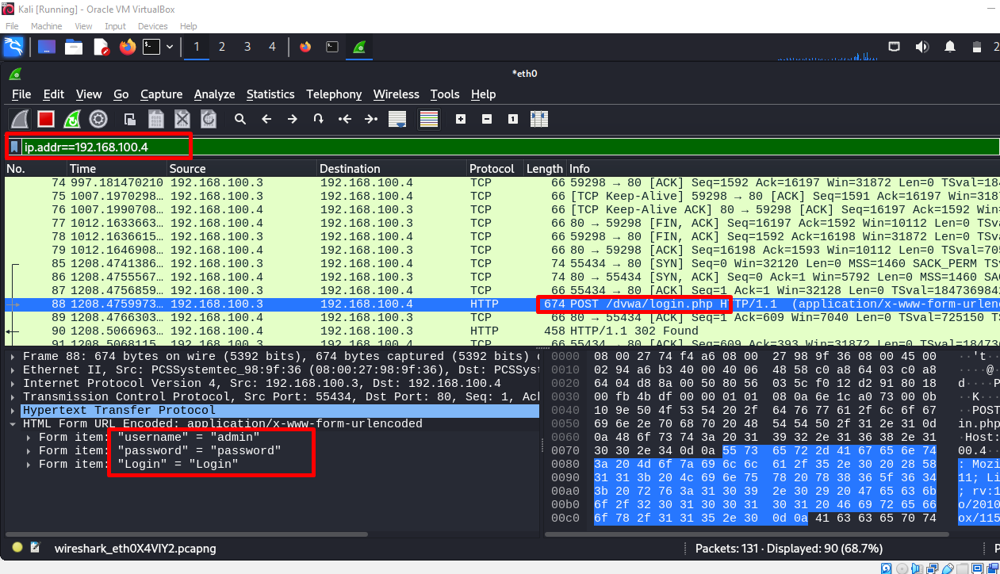 Kali [Running] - Oracle VM VirtualBox
File Machine View Input Devices Help
1 2 3 4 2
*eth0
File Edit View Go Capture Analyze Statistics Telephony Wireless Tools Help
ip.addr==192.168.100.4
No. Time Source Destination Protocol Length Info
74 997.181470210 192.168.100.3 192.168.100.4 TCP 66 59298 → 80 [ACK] Seq=1592 Ack=16197 Win=31872 Len=0 TSval=184
75 1007.1970298… 192.168.100.3 192.168.100.4 TCP 66 [TCP Keep-Alive] 59298 → 80 [ACK] Seq=1591 Ack=16197 Win=318
76 1007.1990708… 192.168.100.4 192.168.100.3 TCP 66 [TCP Keep-Alive ACK] 80 → 59298 [ACK] Seq=16197 Ack=1592 Win=
77 1012.1633663… 192.168.100.4 192.168.100.3 TCP 66 80 → 59298 [FIN, ACK] Seq=16197 Ack=1592 Win=10112 Len=0 TSva
78 1012.1636615… 192.168.100.3 192.168.100.4 TCP 66 59298 → 80 [FIN, ACK] Seq=1592 Ack=16198 Win=31872 Len=0 TSva
79 1012.1646908… 192.168.100.4 192.168.100.3 TCP 66 80 → 59298 [ACK] Seq=16198 Ack=1593 Win=10112 Len=0 TSval=705
85 1208.4741386… 192.168.100.3 192.168.100.4 TCP 74 55434 → 80 [SYN] Seq=0 Win=32120 Len=0 MSS=1460 SACK_PERM TS
86 1208.4755567… 192.168.100.4 192.168.100.3 TCP 74 80 → 55434 [SYN, ACK] Seq=0 Ack=1 Win=5792 Len=0 MSS=1460 SAC
87 1208.4756859… 192.168.100.3 192.168.100.4 TCP 66 55434 → 80 [ACK] Seq=1 Ack=1 Win=32128 Len=0 TSval=184736984
88 1208.4759973… 192.168.100.3 192.168.100.4 HTTP 674 POST /dvwa/login.php HTTP/1.1 (application/x-www-form-urlenc
89 1208.4766303… 192.168.100.4 192.168.100.3 TCP 66 80 → 55434 [ACK] Seq=1 Ack=609 Win=7040 Len=0 TSval=725150 TS
90 1208.5066963… 192.168.100.4 192.168.100.3 HTTP 458 HTTP/1.1 302 Found
91 1208.5068115… 192.168.100.3 192.168.100.4 TCP 66 55434 → 80 [ACK] Seq=609 Ack=393 Win=31872 Len=0 TSval=18473
Frame 88: 674 bytes on wire (5392 bits), 674 bytes captured (5392 bits) o
Ethernet II, Src: PCSSystemtec_98:9f:36 (08:00:27:98:9f:36), Dst: PCSSyst
Internet Protocol Version 4, Src: 192.168.100.3, Dst: 192.168.100.4
Transmission Control Protocol, Src Port: 55434, Dst Port: 80, Seq: 1, Ack
Hypertext Transfer Protocol
HTML Form URL Encoded: application/x-www-form-urlencoded
Form item: "username" = "admin"
Form item: "password" = "password"
Form item: "Login" = "Login"
0000 08 00 27 74 f4 a6 08 00 27 98 9f 36 08 00 45 00 ··'t
0010 02 94 a6 b3 40 00 40 06 48 58 c0 a8 64 03 c0 a8 ····@
0020 64 04 d8 8a 00 50 80 56 03 5c f0 12 d2 91 80 18 d····P
0030 00 fb 4b df 00 00 01 01 08 0a 6e 1c a0 73 00 0b ··K···
0040 10 9e 50 4f 53 54 20 2f 64 76 77 61 2f 6c 6f 67 ··POST
0050 69 6e 2e 70 68 70 20 48 54 54 50 2f 31 2e 31 0d in.php
0060 0a 48 6f 73 74 3a 20 31 39 32 2e 31 36 38 2e 31 ·Host:
0070 30 30 2e 34 0d 0a 55 73 65 72 2d 41 67 65 6e 74 00.4··
0080 3a 20 4d 6f 7a 69 6c 6c 61 2f 35 2e 30 20 28 58 : Mozi
0090 31 31 3b 20 4c 69 6e 75 78 20 78 38 36 5f 36 34 11; Li
00a0 3b 20 72 76 3a 31 30 39 2e 30 29 20 47 65 63 6b ; rv:1
00b0 6f 2f 32 30 31 30 30 31 30 31 20 46 69 72 65 66 o/2010
00c0 6f 78 2f 31 31 35 2e 30 0d 0a 41 63 63 65 70 74 ox/115
wireshark_eth0X4VIY2.pcapng
Packets: 131 · Displayed: 90 (68.7%)